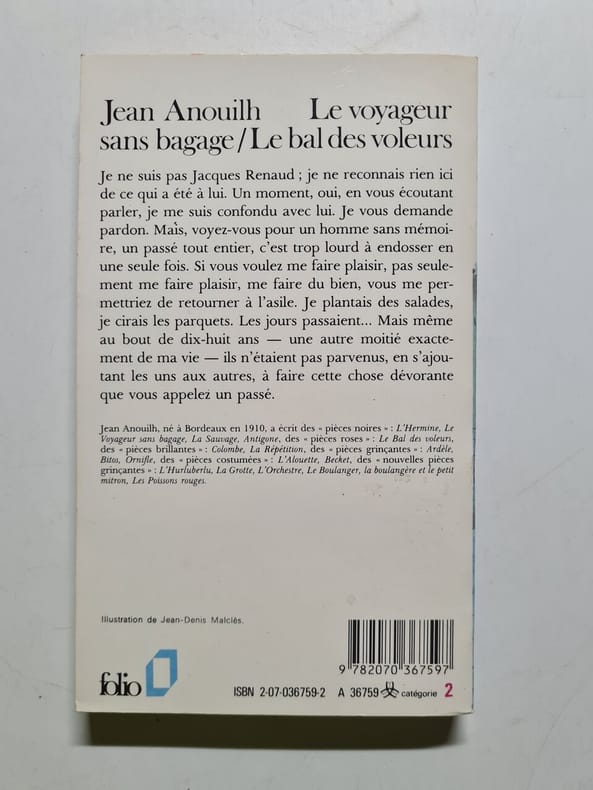 Jean Anouilh Le voyageur
sans bagage/Le bal des voleurs
Je ne suis pas Jacques Renaud ; je ne reconnais rien ici
de ce qui a été à lui. Un moment, oui, en vous écoutant
parler, je me suis confondu avec lui. Je vous demande
pardon. Mais, voyez-vous pour un homme sans mémoi-
re, un passé tout entier, c'est trop lourd à endosser en
une seule fois. Si vous voulez me faire plaisir, pas seule-
ment me faire plaisir, me faire du bien, vous me per-
mettriez de retourner à l'asile. Je plantais des salades,
je cirais les parquets. Les jours passaient... Mais même
au bout de dix-huit ans — une autre moitié exacte-
ment de ma vie — ils n'étaient pas parvenus, en s'ajou-
tant les uns aux autres, à faire cette chose dévorante
que vous appelez un passé.
Jean Anouilh, né à Bordeaux en 1910, a écrit des « pièces noires » : L'Hermine, Le
Voyageur sans bagage, La Sauvage, Antigone, des « pièces roses » : Le Bal des voleurs,
des « pièces brillantes » : Colombe, La Répétition, des « pièces grinçantes » : Ardèle,
Bitos, Ornifle, des « pièces costumées » : L'Alouette, Becket, des « nouvelles pièces
grinçantes » : L'Hurluberlu, La Grotte, L'Orchestre, Le Boulanger, la boulangère et le petit
mitron, Les Poissons rouges.
Illustration de Jean-Denis Malclès.
9 782070 367597
folio
ISBN 2-07-036759-2 A 36759 catégorie 2